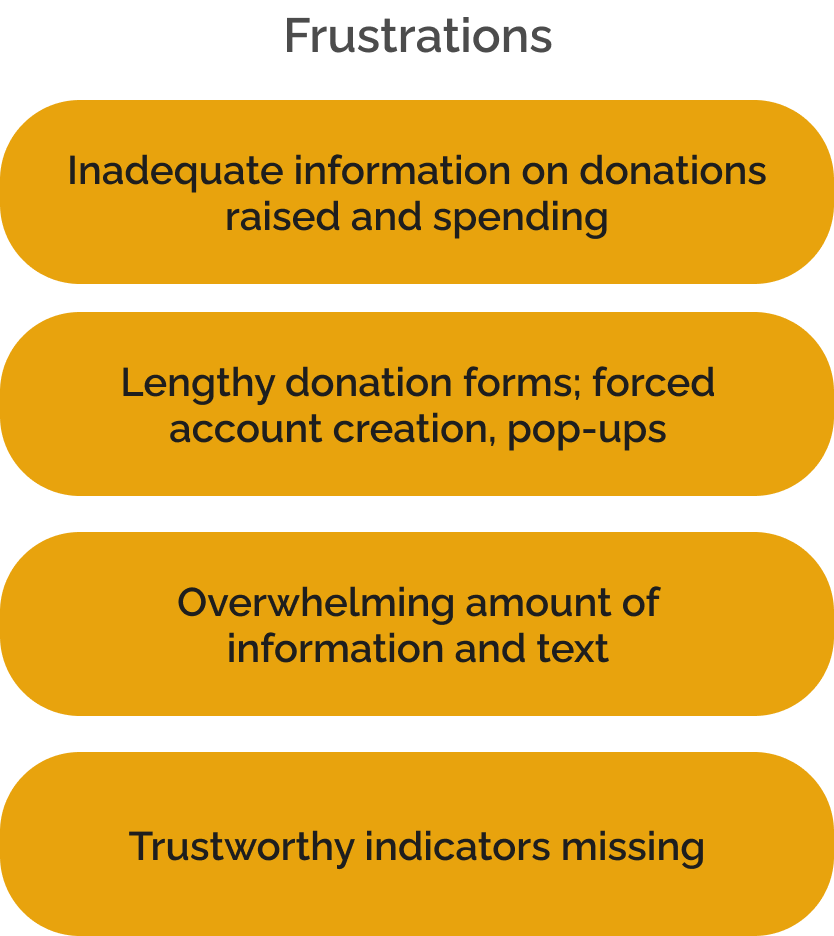 Frustrations
Inadequate information on donations
raised and spending
Lengthy donation forms; forced
account creation, pop-ups
Overwhelming amount of
information and text
Trustworthy indicators missing